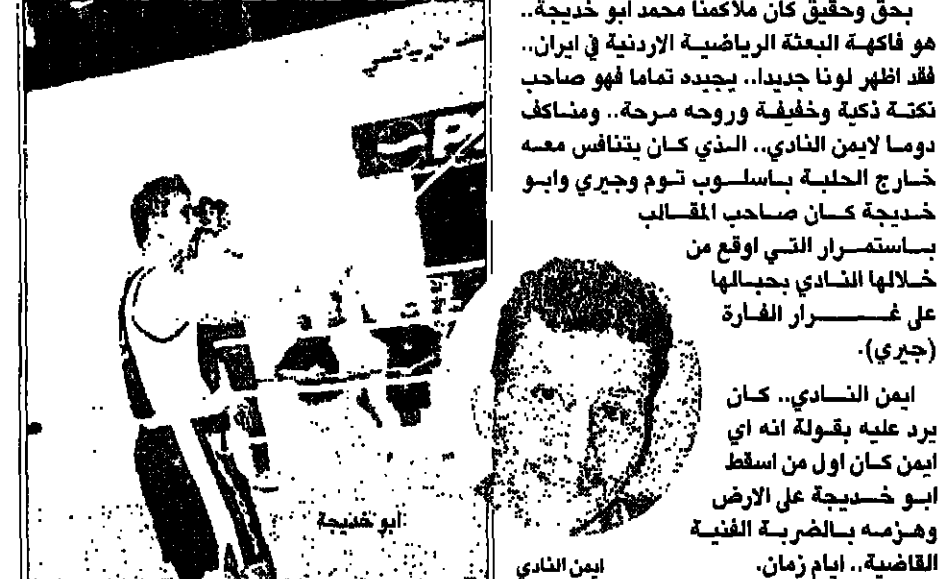 بحق وحقيق كان ملاكمنا محمد ابو خديجة..
هو فاكهة البعثة الرياضية الاردنية في ايران..
فقد اظهر لونا جديدا.. يجيده تماما فهو صاحب
نكتة ذكية وخفيفة وروحه مرحة.. ومناكف
دوما لايمن النادي.. الذي كان يتنافس معه
خارج الحلبة باسلوب توم وجيري وابو
خديجة كان صاحب المقالب
باستمرار التي اوقع من
خلالها النادي بحبالها
على غرار الفارة
(جيري).
ايمن النادي.. كان
يرد عليه بقولة انه اي
ايمن كان اول من اسقط
ابو خديجة على الارض
وهزمه بالضربة الفنية
القاضية.. ايام زمان.
ابو خديجة
ايمن النادي